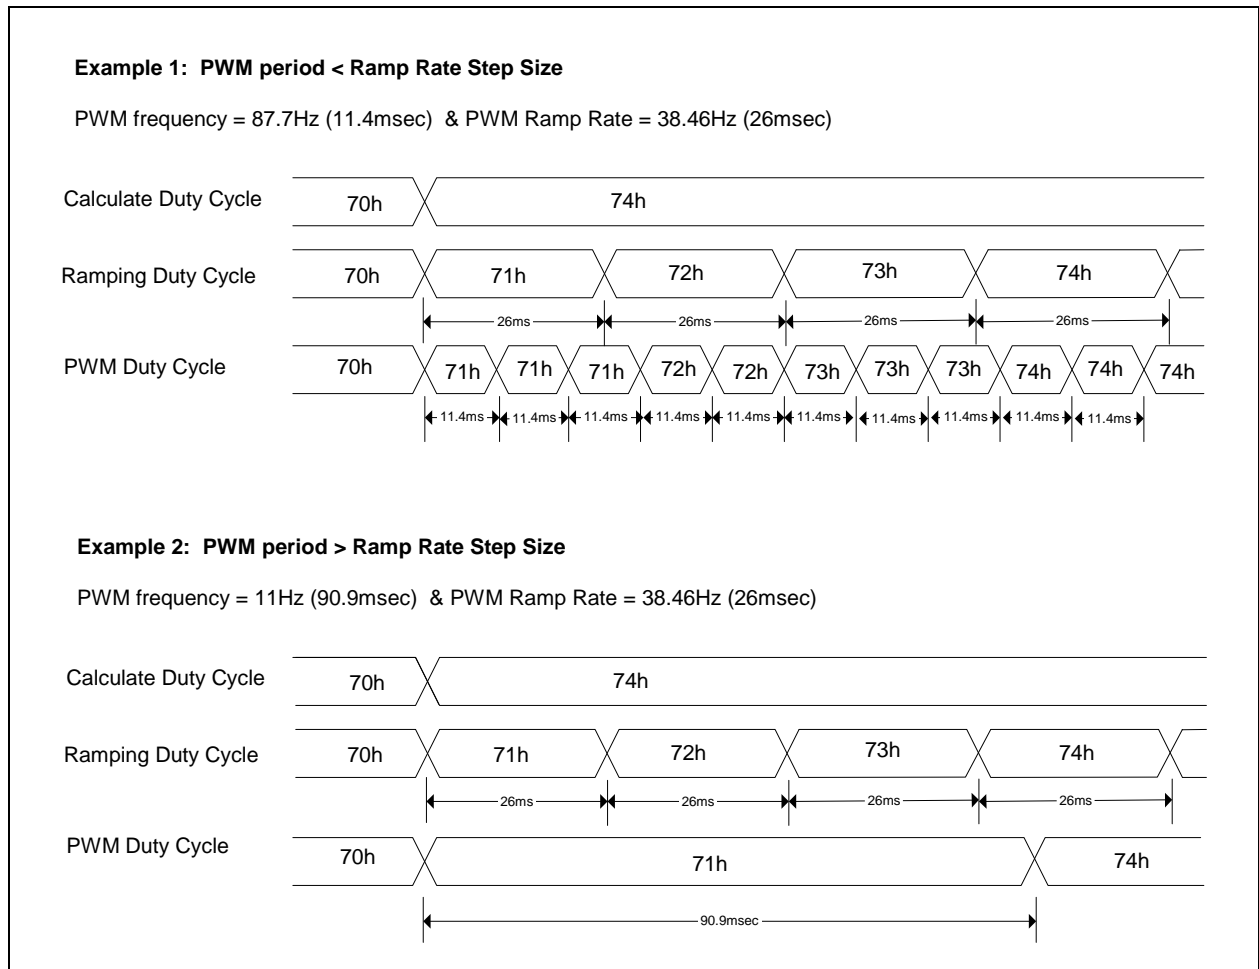 Example 1: PWM period < Ramp Rate Step Size
PWM frequency = 87.7Hz (11.4msec) & PWM Ramp Rate = 38.46Hz (26msec)
Calculate Duty Cycle 70h 74h
Ramping Duty Cycle 70h 71h 72h 73h 74h
26ms 26ms 26ms 26ms
PWM Duty Cycle 70h 71h 71h 71h 72h 72h 73h 73h 73h 74h 74h 74h
11.4ms 11.4ms 11.4ms 11.4ms 11.4ms 11.4ms 11.4ms 11.4ms 11.4ms 11.4ms
Example 2: PWM period > Ramp Rate Step Size
PWM frequency = 11Hz (90.9msec) & PWM Ramp Rate = 38.46Hz (26msec)
Calculate Duty Cycle 70h 74h
Ramping Duty Cycle 70h 71h 72h 73h 74h
26ms 26ms 26ms 26ms
PWM Duty Cycle 70h 71h 74h
90.9msec